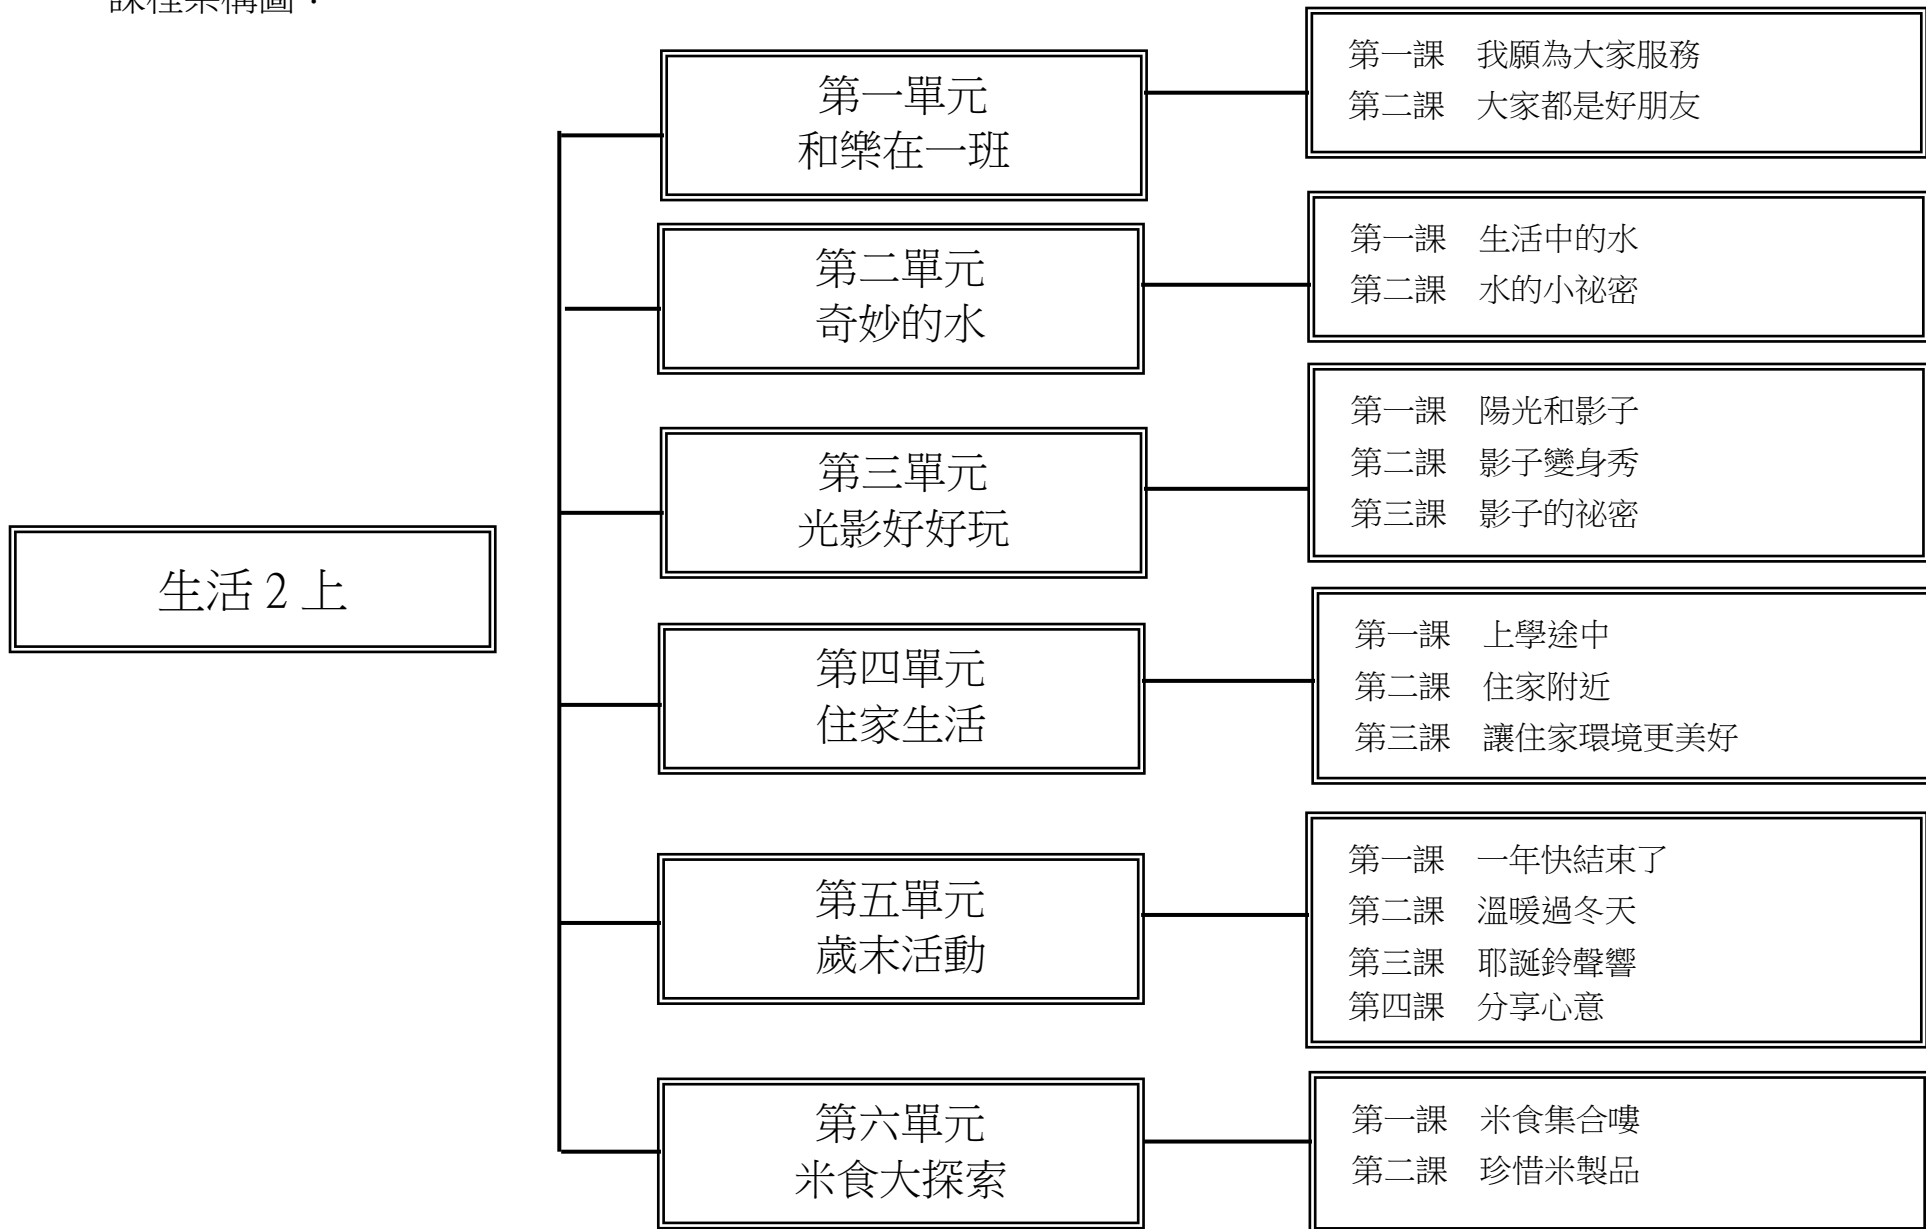 課程架構圖：
第一單元
和樂在一班
第一課　我願為大家服務
第二課　大家都是好朋友
第二單元
奇妙的水
第一課　生活中的水
第二課　水的小祕密
第三單元
光影好好玩
第一課　陽光和影子
第二課　影子變身秀
第三課　影子的祕密
生活 2 上
第四單元
住家生活
第一課　上學途中
第二課　住家附近
第三課　讓住家環境更美好
第五單元
歲末活動
第一課　一年快結束了
第二課　溫暖過冬天
第三課　耶誕鈴聲響
第四課　分享心意
第六單元
米食大探索
第一課　米食集合嘍
第二課　珍惜米製品